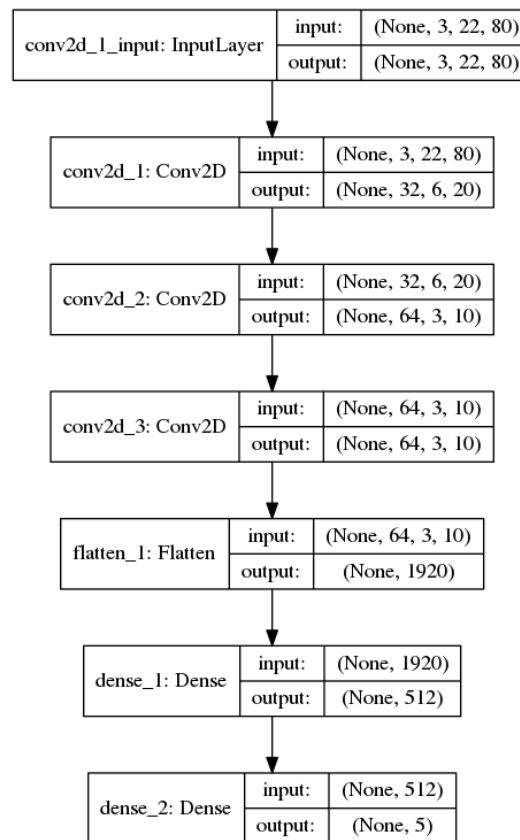 conv2d_1_input: InputLayer
input: (None, 3, 22, 80)
output: (None, 3, 22, 80)
conv2d_1: Conv2D
input: (None, 3, 22, 80)
output: (None, 32, 6, 20)
conv2d_2: Conv2D
input: (None, 32, 6, 20)
output: (None, 64, 3, 10)
conv2d_3: Conv2D
input: (None, 64, 3, 10)
output: (None, 64, 3, 10)
flatten_1: Flatten
input: (None, 64, 3, 10)
output: (None, 1920)
dense_1: Dense
input: (None, 1920)
output: (None, 512)
dense_2: Dense
input: (None, 512)
output: (None, 5)